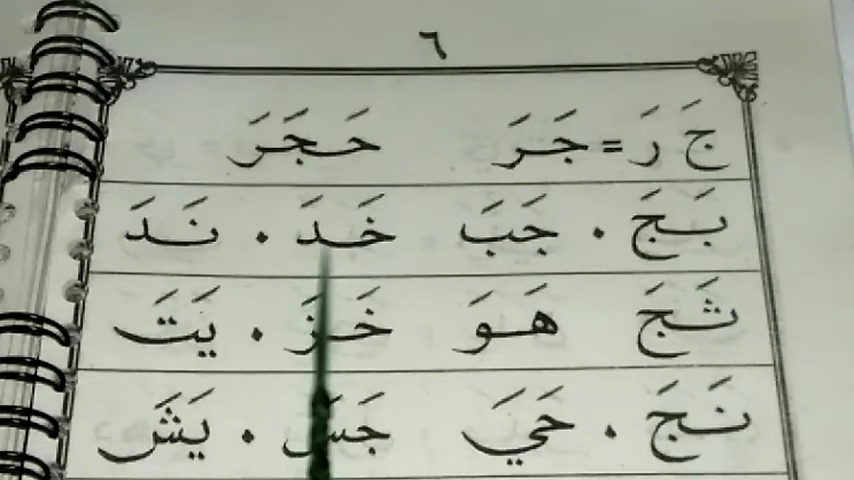 ٦
جَ رَ = جَرَ حَجَرَ
بَجَ . جَبَ خَدَ . نَدَ
ثَجَ هَوَ خَزَ . يَتَ
نَجَ . حَيَ جَسَ . يَشَ